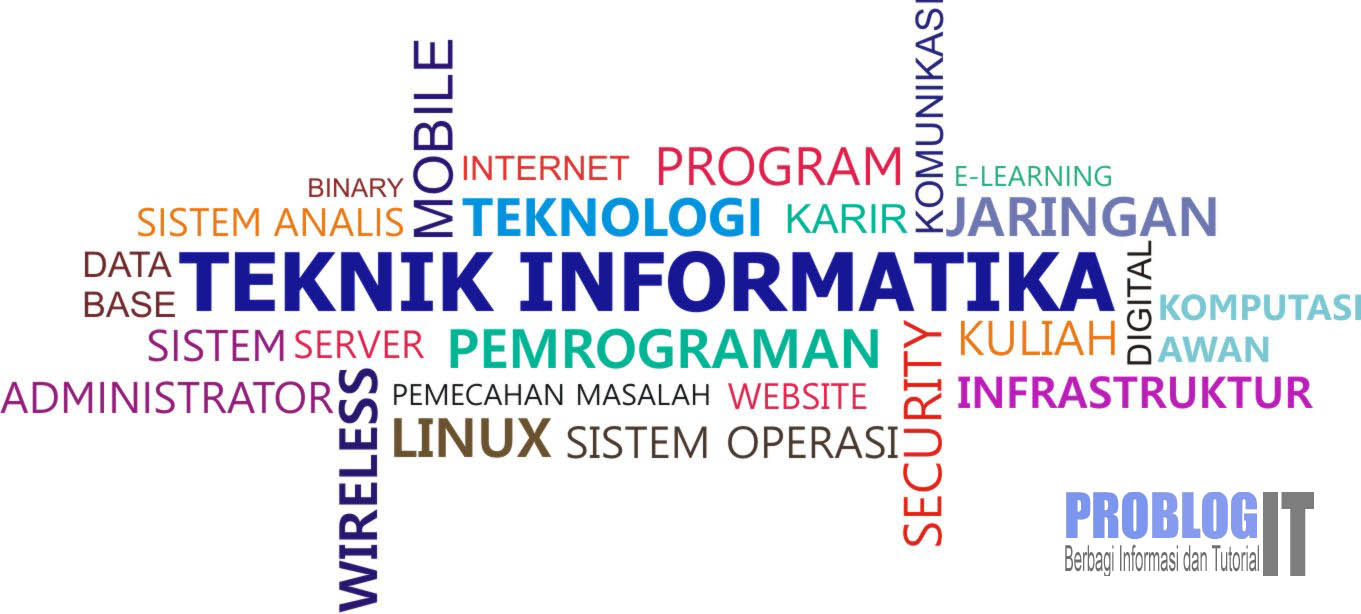 MOBILE
KOMUNIKASI
INTERNET
PROGRAM
BINARY
E-LEARNING
SISTEM ANALIS
TEKNOLOGI
KARIR
JARINGAN
DATA
BASE
TEKNIK INFORMATIKA
DIGITAL
KOMPUTASI
AWAN
SISTEM
SERVER
PEMROGRAMAN
SECURITY
KULIAH
ADMINISTRATOR
WIRELESS
PEMECAHAN MASALAH
WEBSITE
INFRASTRUKTUR
LINUX
SISTEM OPERASI
PROBLOG IT
Berbagi Informasi dan Tutorial